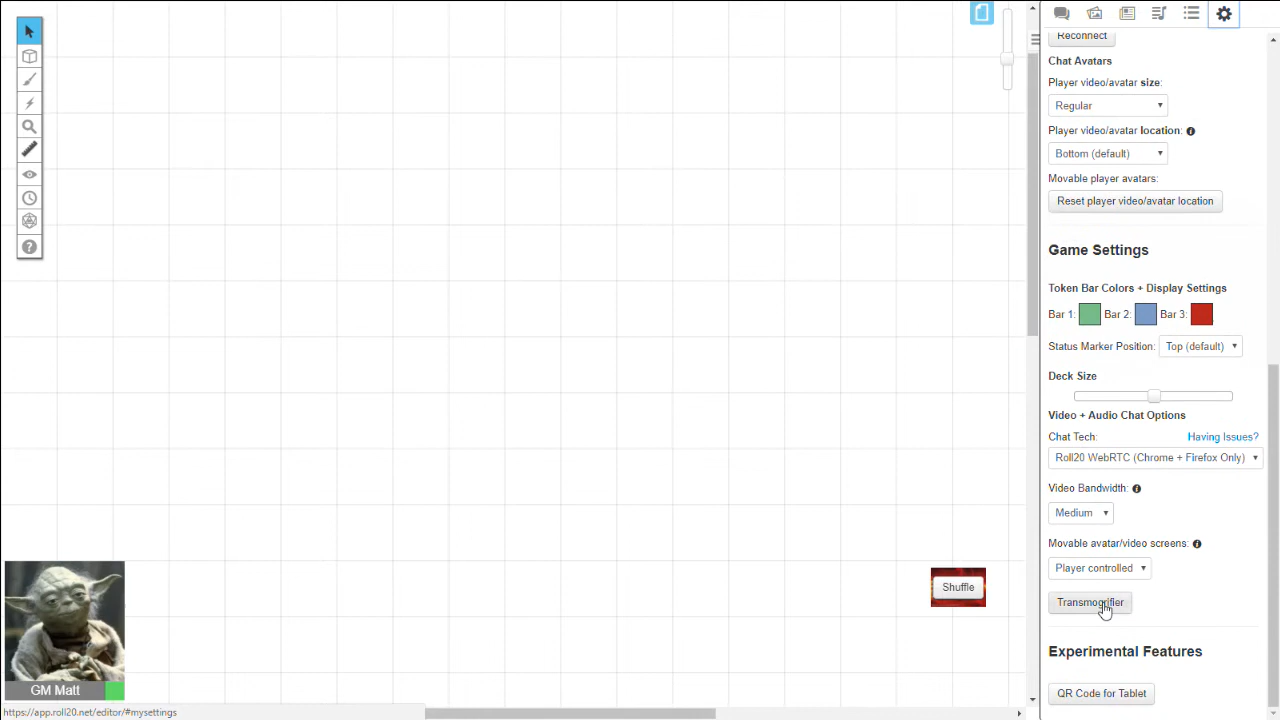 Reconnect
Chat Avatars
Player video/avatar size:
Regular
Player video/avatar location:
Bottom (default)
Movable player avatars:
Reset player video/avatar location
Game Settings
Token Bar Colors + Display Settings
Bar 1: Bar 2: Bar 3:
Status Marker Position: Top (default)
Deck Size
Video + Audio Chat Options
Chat Tech: Having Issues?
Roll20 WebRTC (Chrome + Firefox Only)
Video Bandwidth:
Medium
Movable avatar/video screens:
Player controlled
Transmogrifier
Experimental Features
QR Code for Tablet
Shuffle
GM Matt
https://app.roll20.net/editor/#mysettings